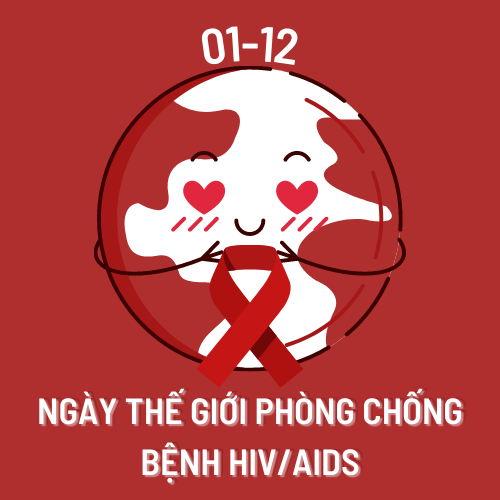 01-12
NGÀY THẾ GIỚI PHÒNG CHỐNG
BỆNH HIV/AIDS